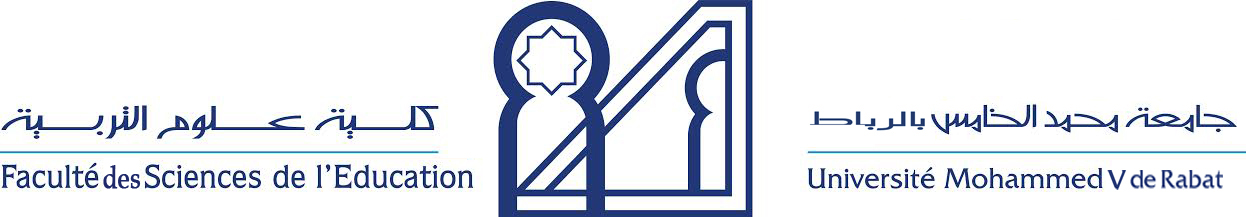 كلية علوم التربية
Faculté des Sciences de l'Education
جامعة محمد الخامس بالرباط
Université Mohammed V de Rabat